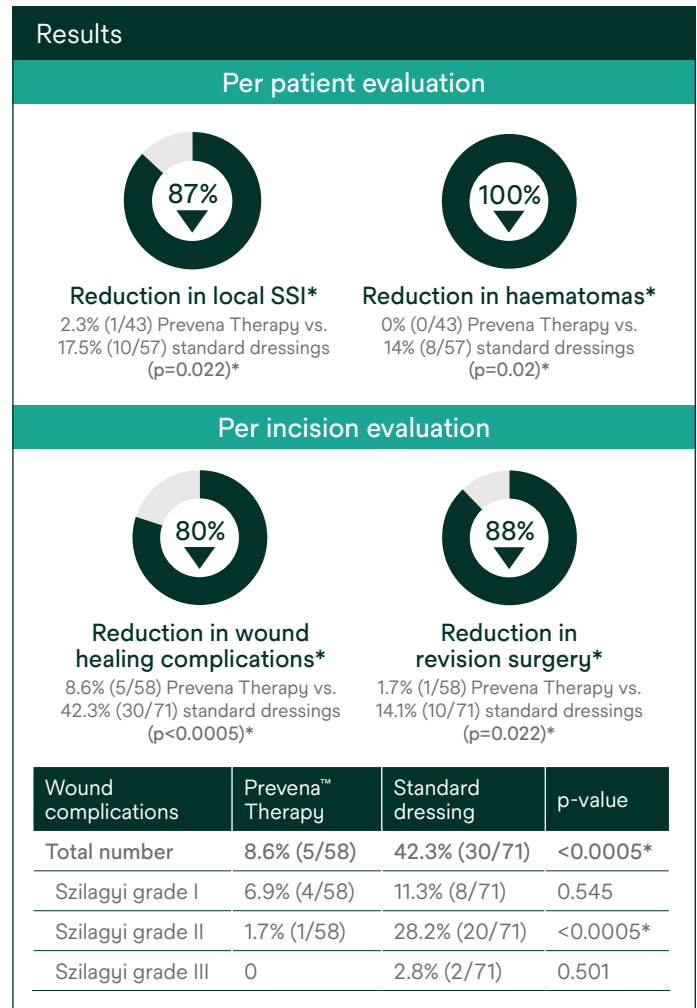 Results
Per patient evaluation
87%
100%
Reduction in local SSI*
2.3% (1/43) Prevena Therapy vs.
17.5% (10/57) standard dressings
(p=0.022)*
Reduction in haematomas*
0% (0/43) Prevena Therapy vs.
14% (8/57) standard dressings
(p=0.02)*
Per incision evaluation
80%
88%
Reduction in wound
healing complications*
8.6% (5/58) Prevena Therapy vs.
42.3% (30/71) standard dressings
(p<0.0005)*
Reduction in
revision surgery*
1.7% (1/58) Prevena Therapy vs.
14.1% (10/71) standard dressings
(p=0.022)*
Wound complications Prevena™ Therapy Standard dressing p-value
Total number 8.6% (5/58) 42.3% (30/71) <0.0005*
Szilagyi grade I 6.9% (4/58) 11.3% (8/71) 0.545
Szilagyi grade II 1.7% (1/58) 28.2% (20/71) <0.0005*
Szilagyi grade III 0 2.8% (2/71) 0.501